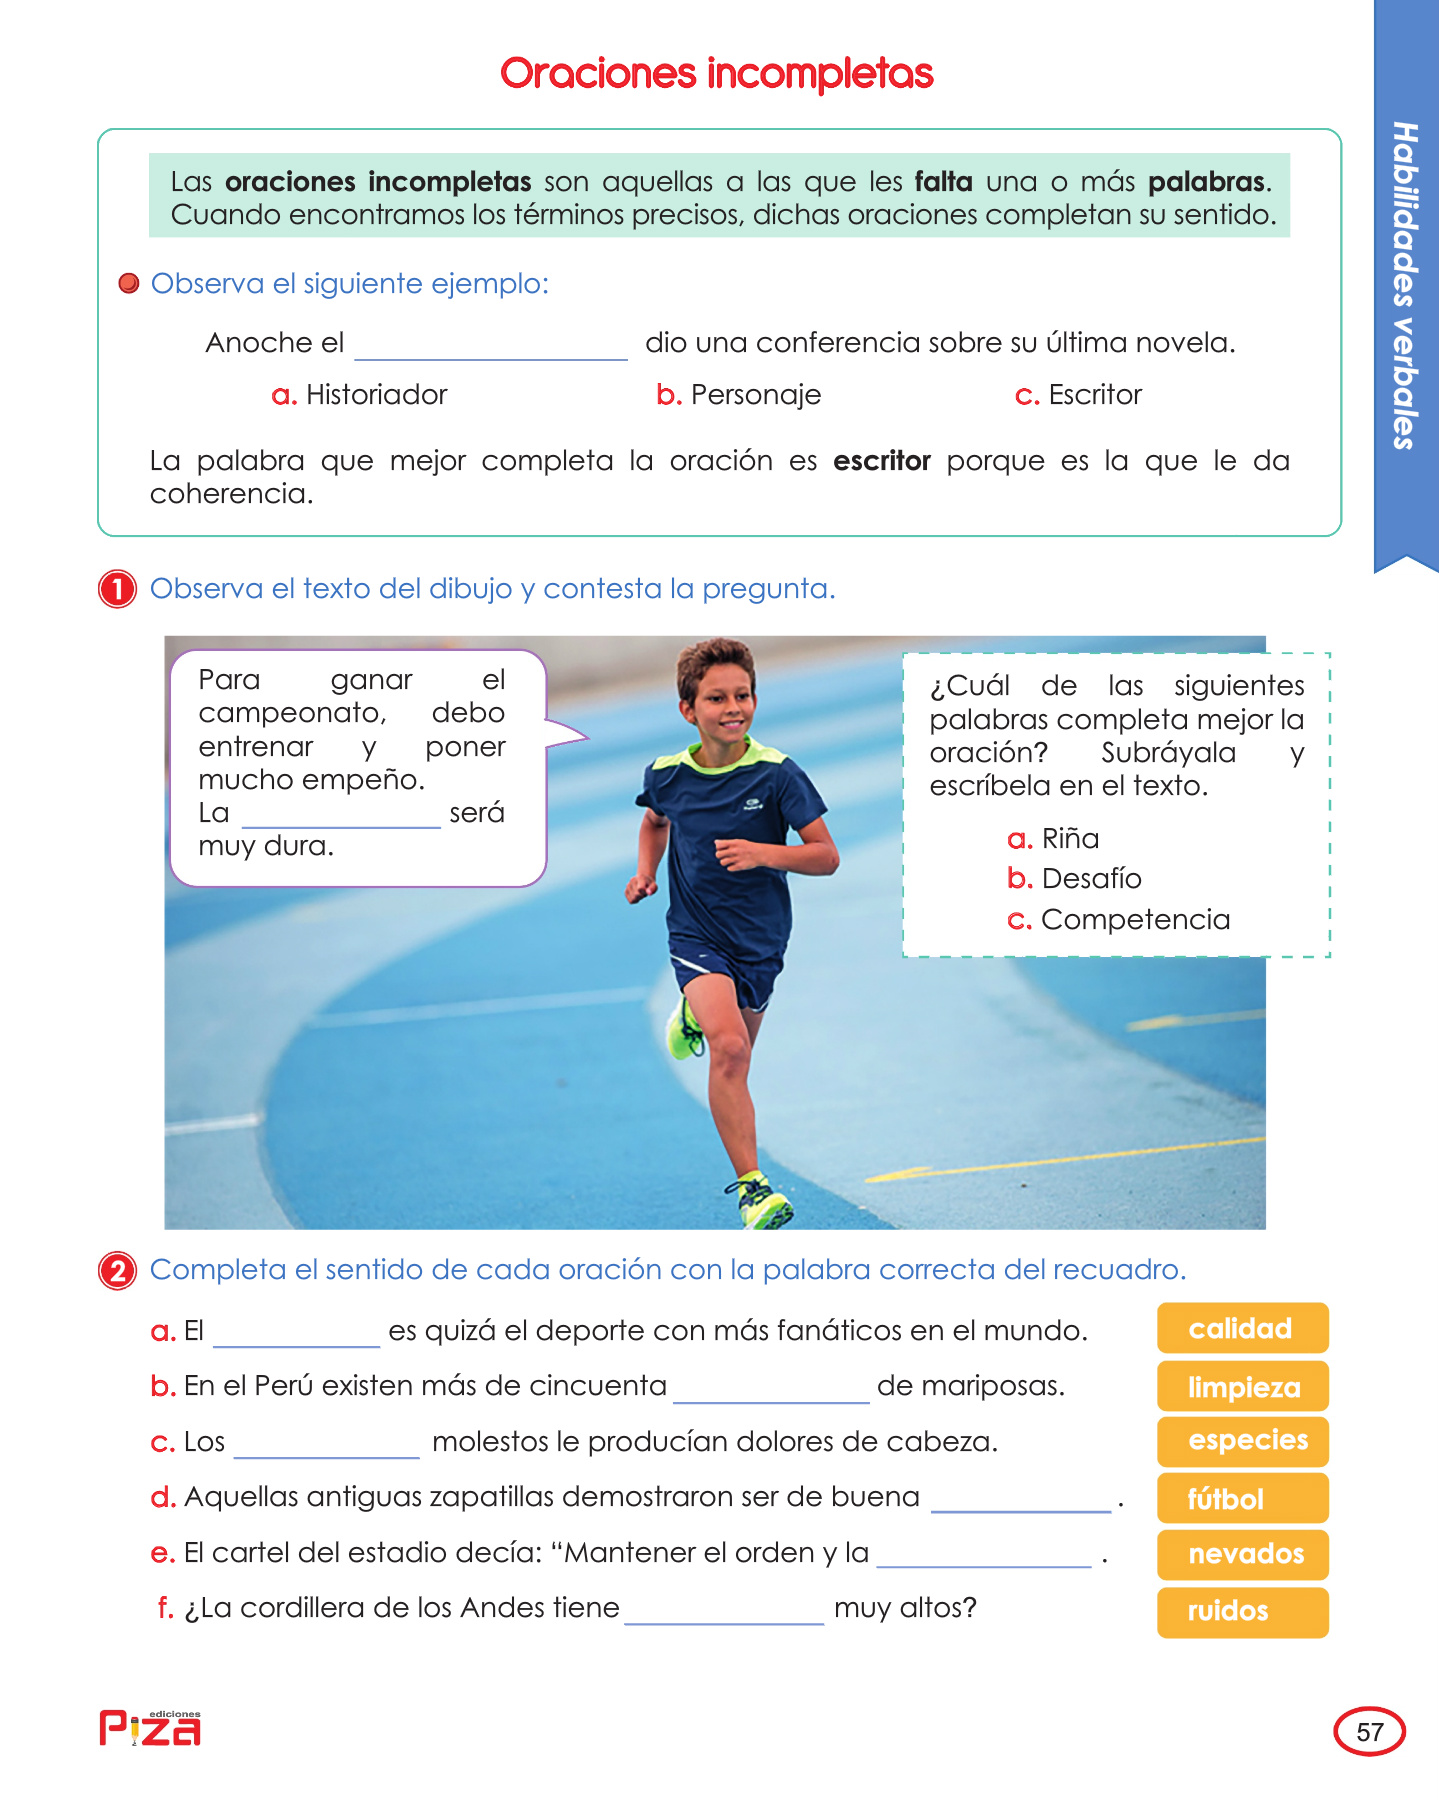 Oraciones incompletas
Habilidades verbales
Las oraciones incompletas son aquellas a las que les falta una o más palabras.
Cuando encontramos los términos precisos, dichas oraciones completan su sentido.
Observa el siguiente ejemplo:
Anoche el ____________ dio una conferencia sobre su última novela.
a. Historiador b. Personaje c. Escritor
La palabra que mejor completa la oración es escritor porque es la que le da
coherencia.
1 Observa el texto del dibujo y contesta la pregunta.
Para ganar el
campeonato, debo
entrenar y poner
mucho empeño.
La ____________ será
muy dura.
¿Cuál de las siguientes
palabras completa mejor la
oración? Subráyala y
escríbela en el texto.
a. Riña
b. Desafío
c. Competencia
2 Completa el sentido de cada oración con la palabra correcta del recuadro.
a. El ____________ es quizá el deporte con más fanáticos en el mundo.
b. En el Perú existen más de cincuenta ____________ de mariposas.
c. Los ____________ molestos le producían dolores de cabeza.
d. Aquellas antiguas zapatillas demostraron ser de buena ____________ .
e. El cartel del estadio decía: “Mantener el orden y la ____________ .
f. ¿La cordillera de los Andes tiene ____________ muy altos?
calidad
limpieza
especies
fútbol
nevados
ruidos
ediciones
Piza
57